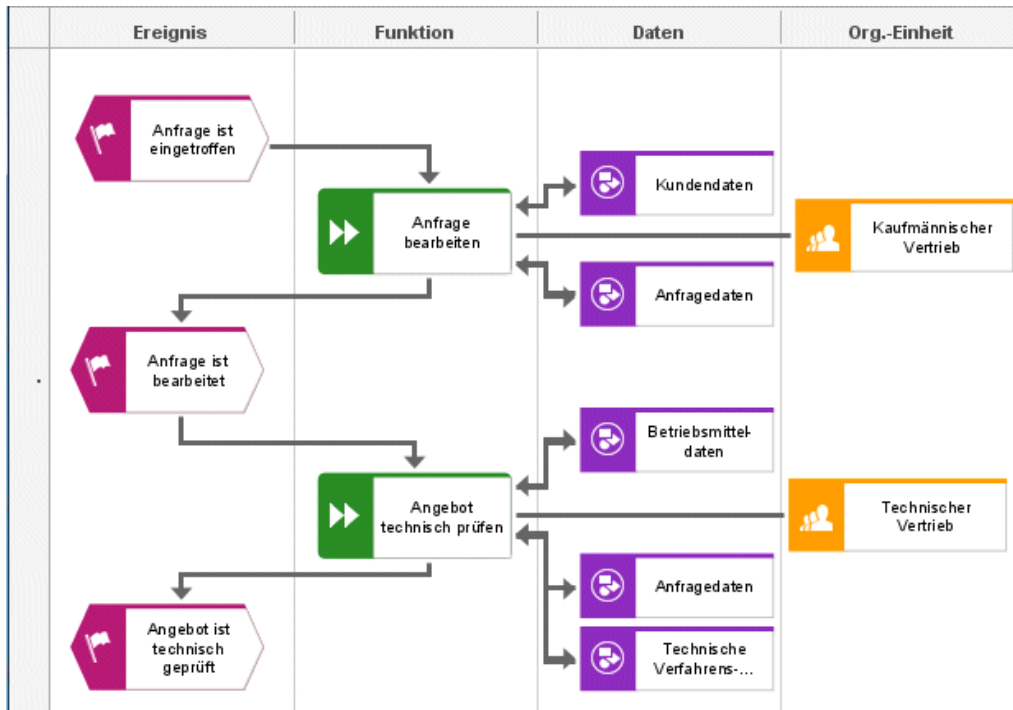 Ereignis
Funktion
Daten
Org.-Einheit
Anfrage ist
eingetroffen
Kundendaten
Anfrage
bearbeiten
Kaufmännischer
Vertrieb
Anfragedaten
Anfrage ist
bearbeitet
Betriebsmittel-
daten
Angebot
technisch prüfen
Technischer
Vertrieb
Anfragedaten
Angebot ist
technisch
geprüft
Technische
Verfahrens-...